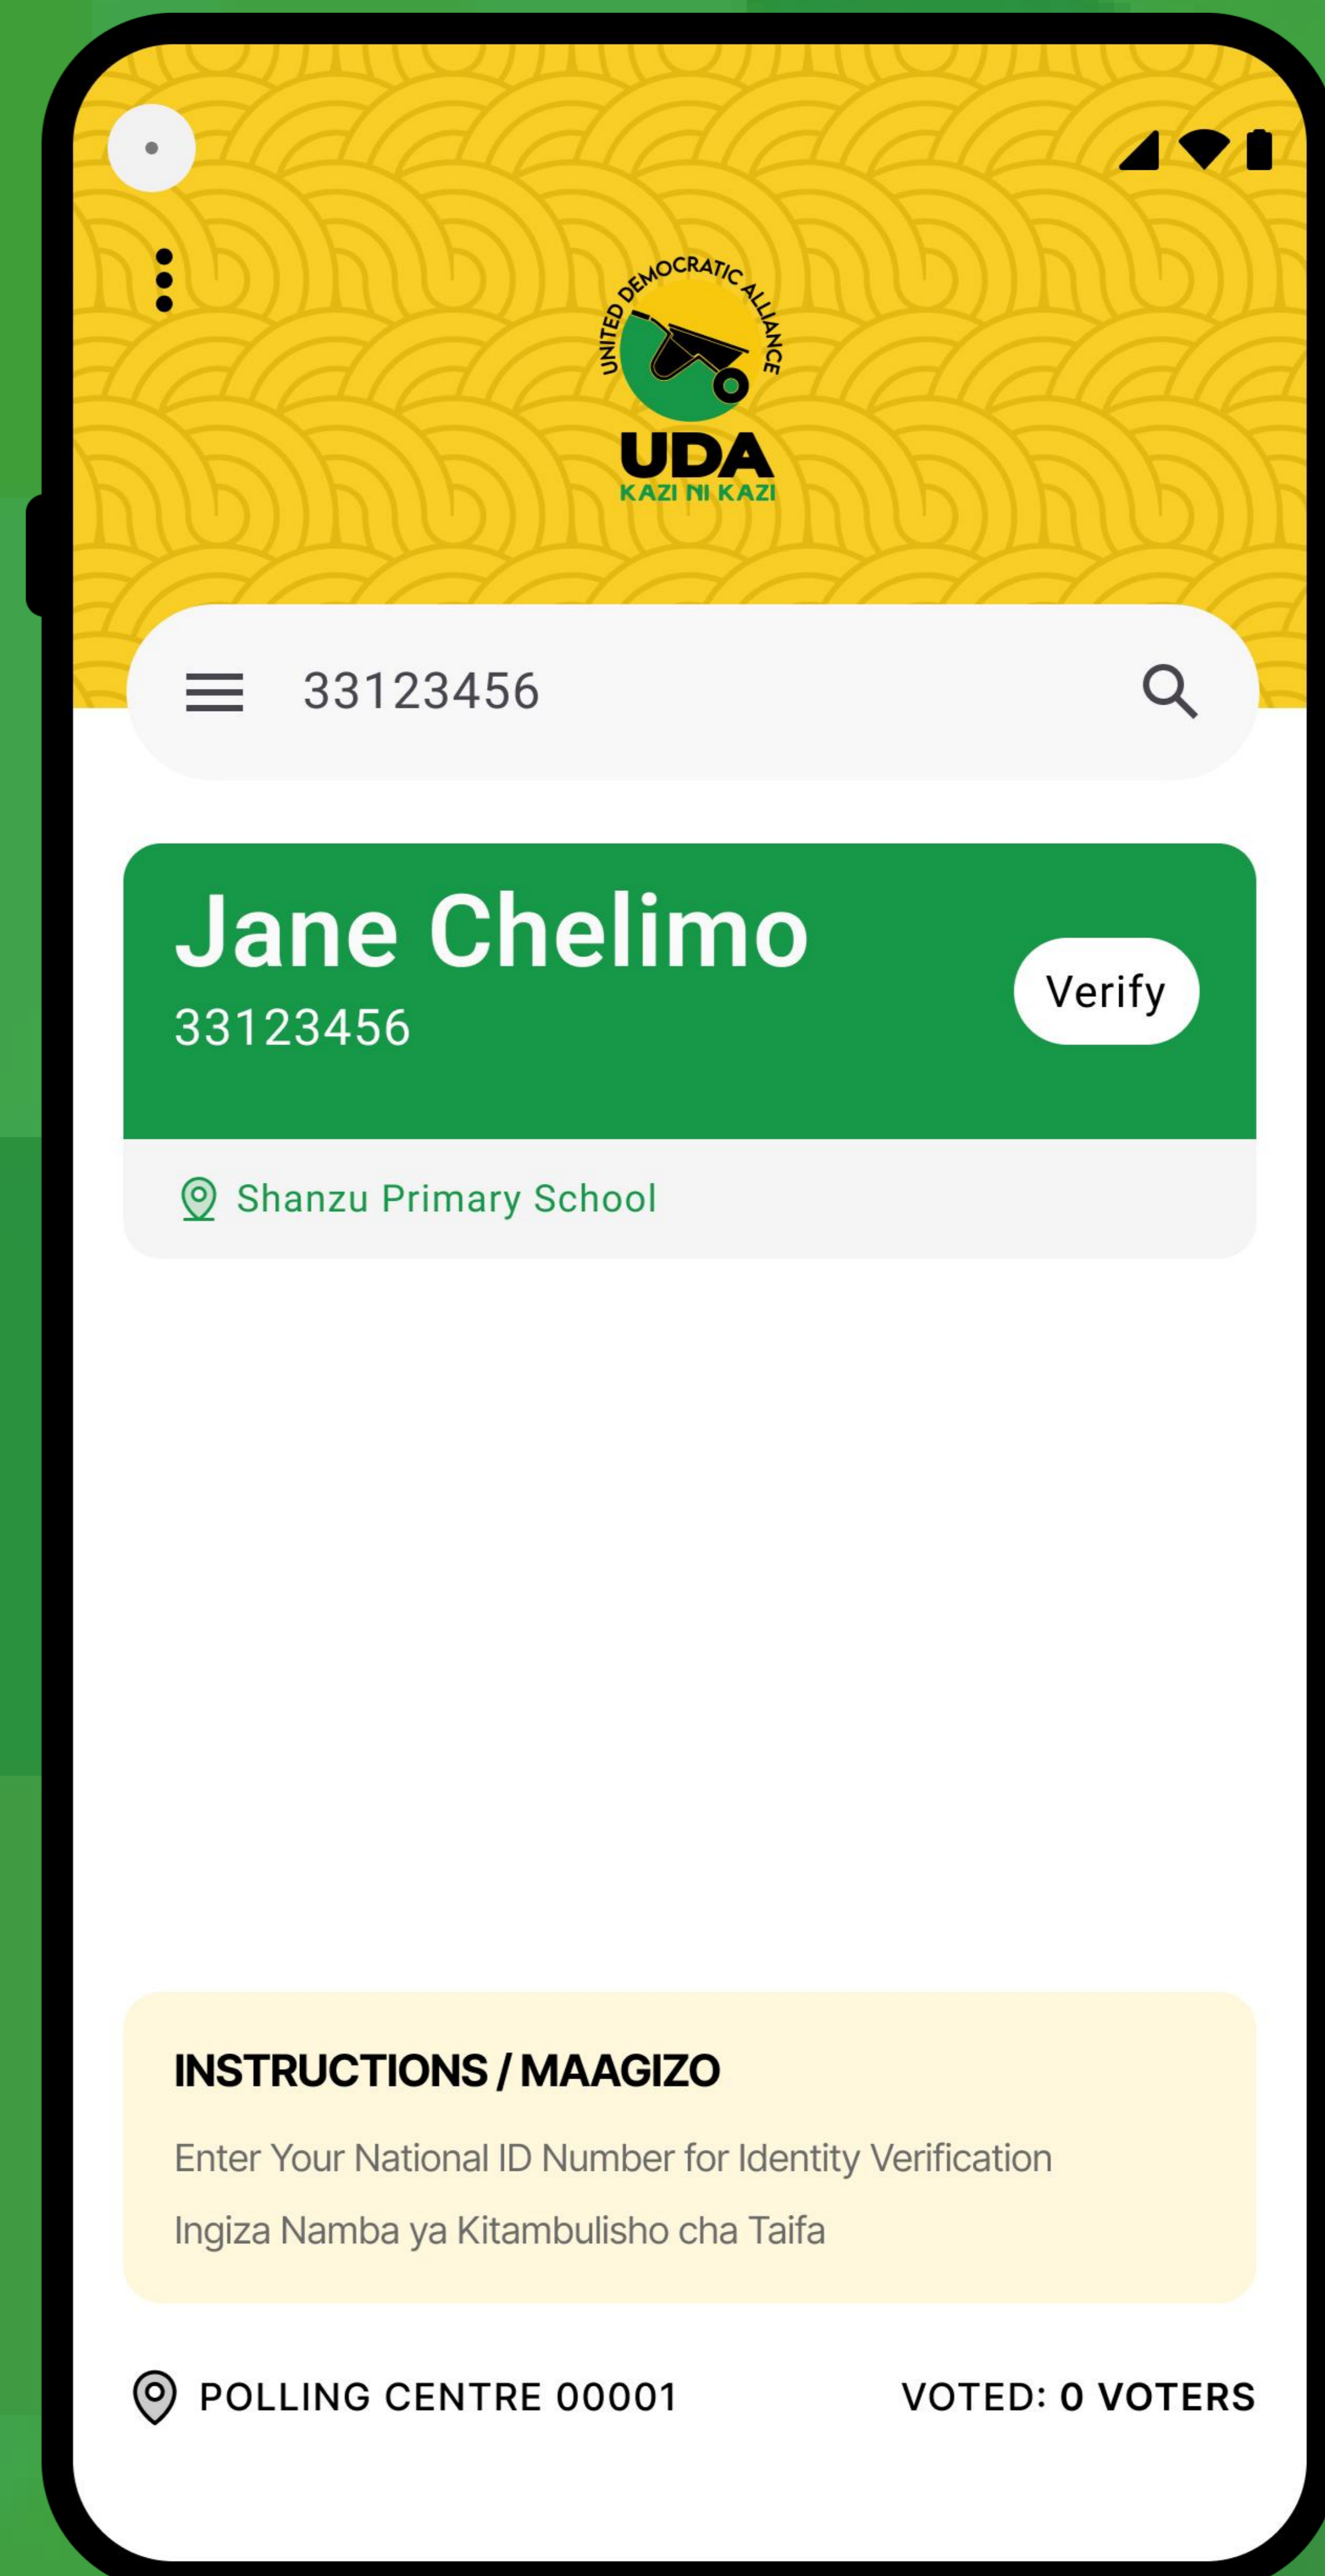 UNITED DEMOCRATIC ALLIANCE
UDA
KAZI NI KAZI
33123456
Jane Chelimo
33123456
Verify
Shanzu Primary School
INSTRUCTIONS / MAAGIZO
Enter Your National ID Number for Identity Verification
Ingiza Namba ya Kitambulisho cha Taifa
POLLING CENTRE 00001
VOTED: 0 VOTERS